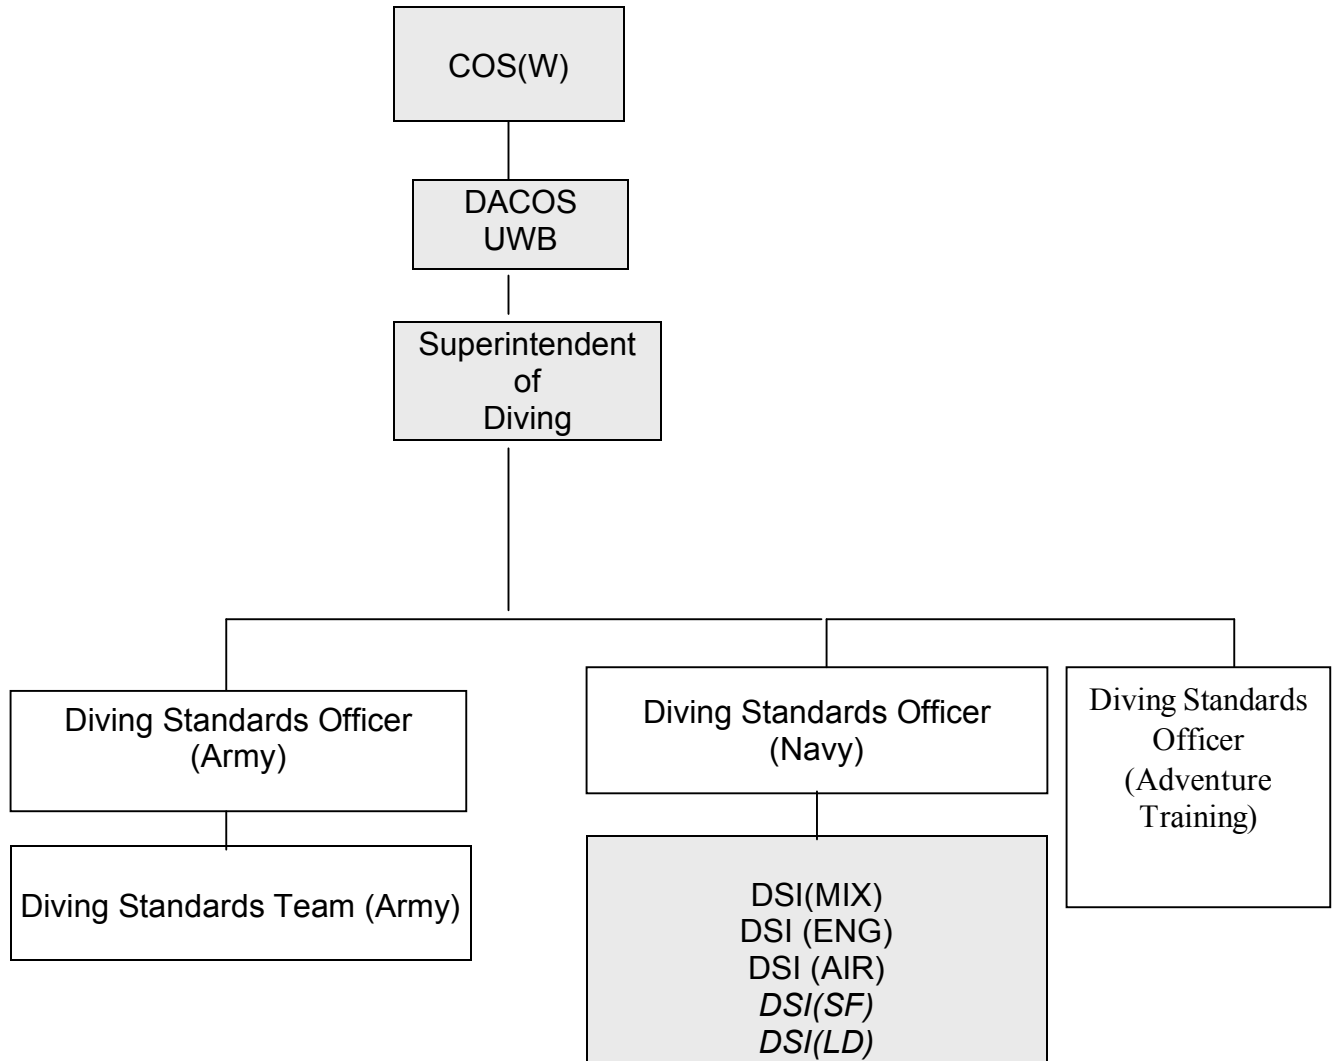 COS(W)
DACOS
UWB
Superintendent
of
Diving
Diving Standards Officer
(Army)
Diving Standards Officer
(Navy)
Diving Standards
Officer
(Adventure
Training)
Diving Standards Team (Army)
DSI(MIX)
DSI (ENG)
DSI (AIR)
DSI(SF)
DSI(LD)